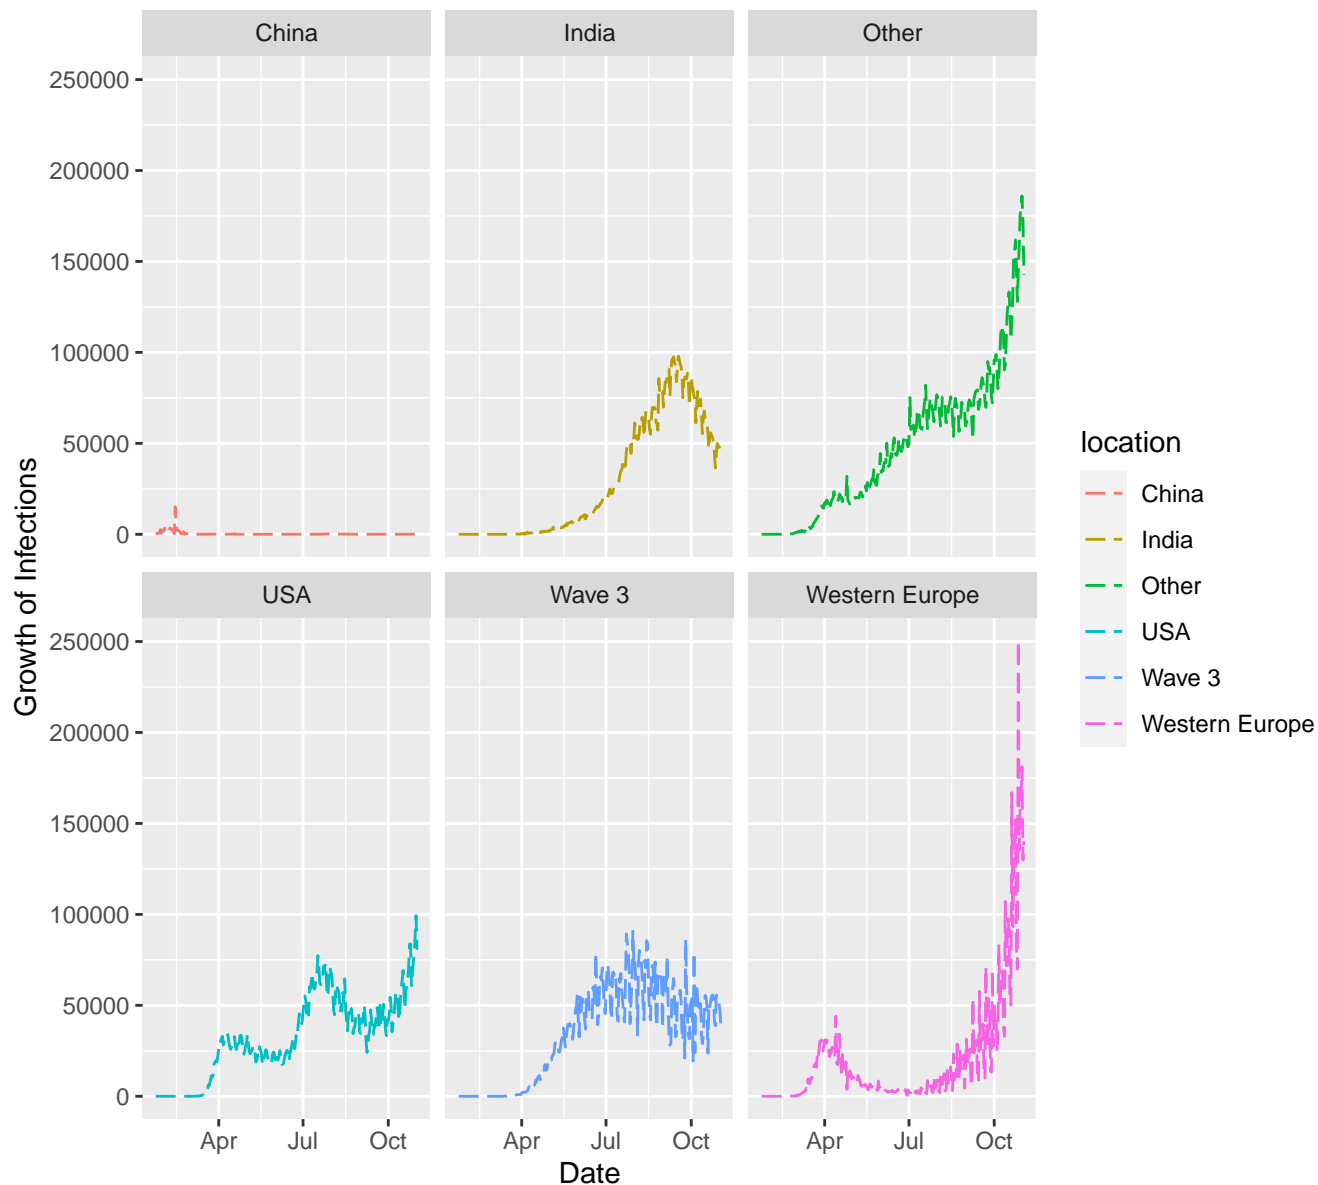 China
India
Other
250000
200000
150000
100000
50000
0
USA
Wave 3
Western Europe
250000
200000
150000
100000
50000
0
Apr
Jul
Oct
Apr
Jul
Oct
Apr
Jul
Oct
Date
Growth of Infections
location
China
India
Other
USA
Wave 3
Western Europe